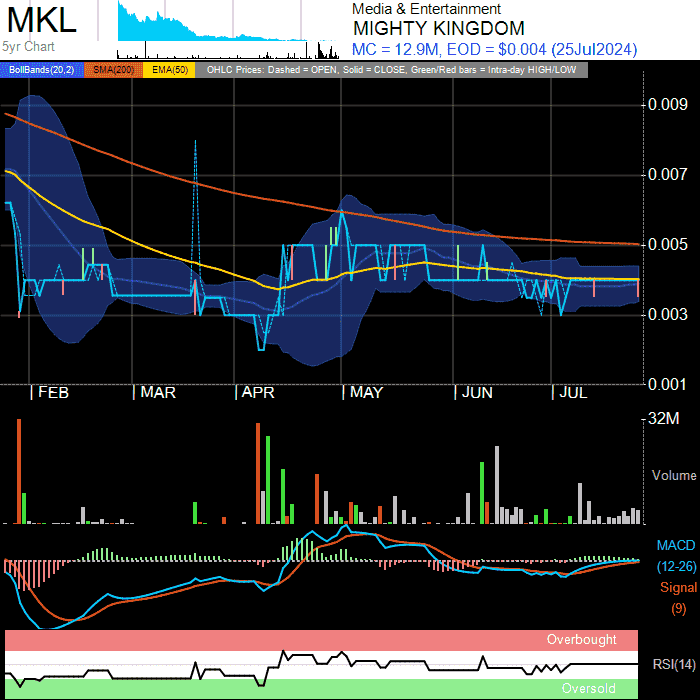 MKL
5yr Chart
Media & Entertainment
MIGHTY KINGDOM
MC = 12.9M, EOD = $0.004 (25Jul2024)
BollBands(20,2) SMA(200) EMA(50) OHLC Prices: Dashed = OPEN, Solid = CLOSE, Green/Red bars = Intra-day HIGH/LOW
0.009
0.007
0.005
0.003
0.001
FEB MAR APR MAY JUN JUL
32M
Volume
MACD
(12-26)
Signal
(9)
Overbought
RSI(14)
Oversold